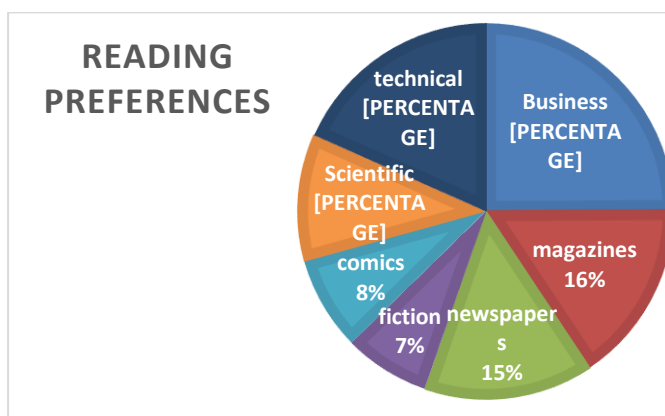 READING
PREFERENCES
technical
[PERCENTA
GE]
Business
[PERCENTA
GE]
Scientific
[PERCENTA
GE]
magazines
16%
comics
8%
fiction
7%
newspaper
s
15%